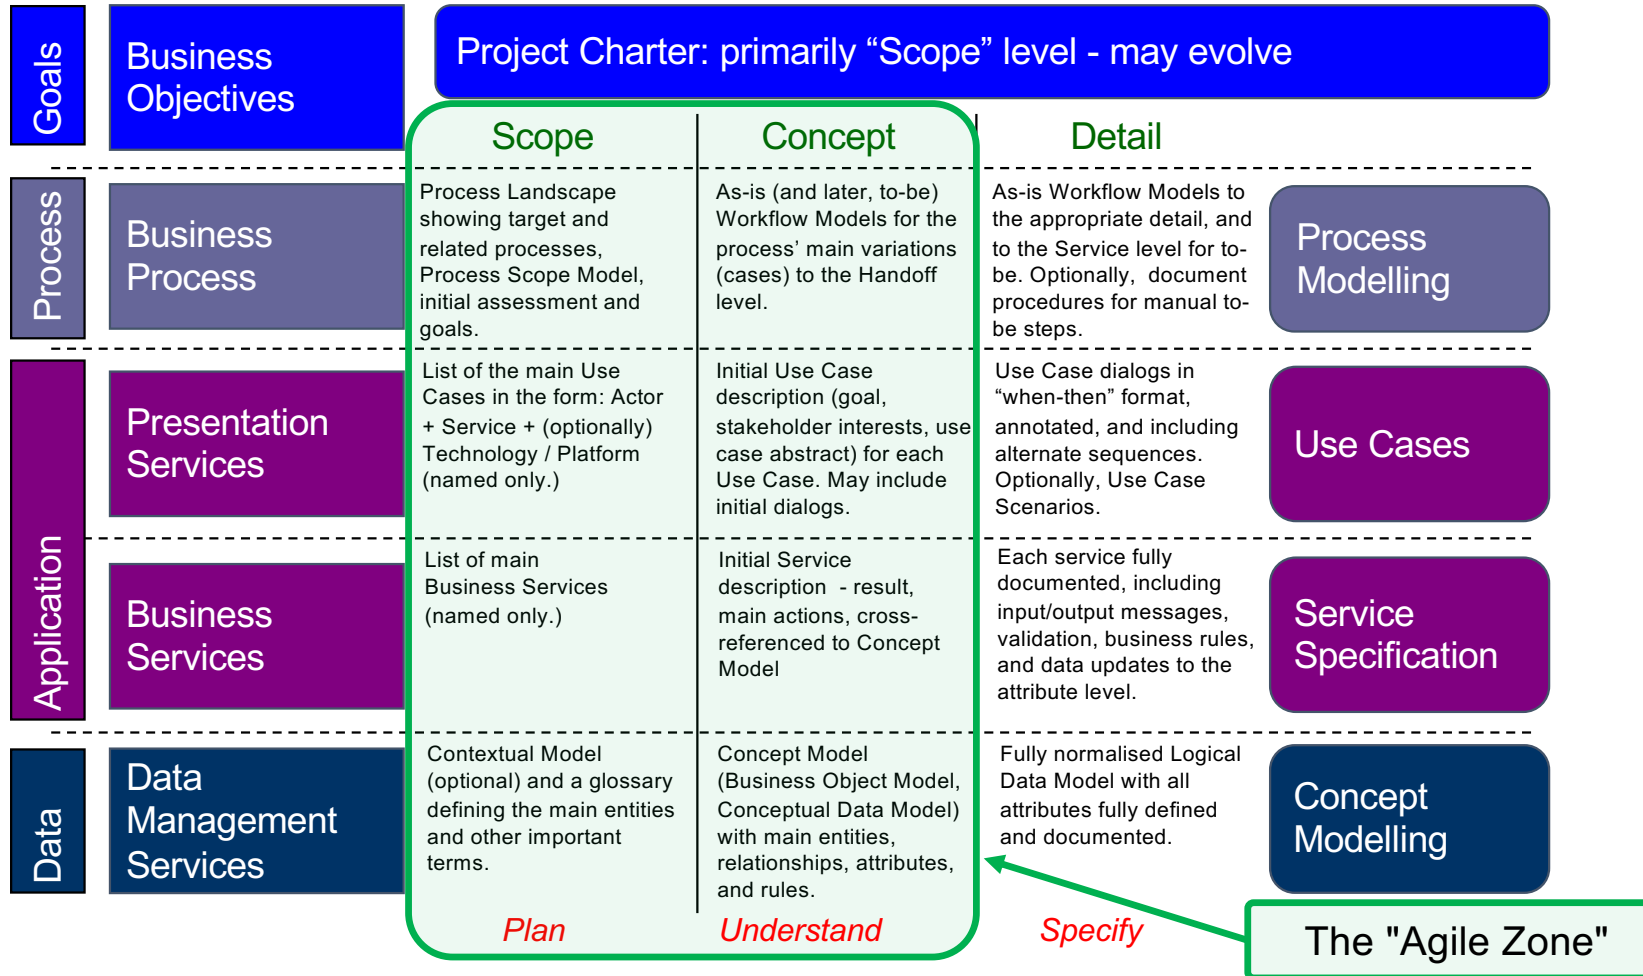 Goals
Business
Objectives
Project Charter: primarily “Scope” level - may evolve
Scope
Concept
Detail
Process
Business
Process
Process Landscape
showing target and
related processes,
Process Scope Model,
initial assessment and
goals.
As-is (and later, to-be)
Workflow Models for the
process’ main variations
(cases) to the Handoff
level.
As-is Workflow Models to
the appropriate detail, and
to the Service level for to-
be. Optionally, document
procedures for manual to-
be steps.
Process
Modelling
Application
Presentation
Services
List of the main Use
Cases in the form: Actor
+ Service + (optionally)
Technology / Platform
(named only.)
Initial Use Case
description (goal,
stakeholder interests, use
case abstract) for each
Use Case. May include
initial dialogs.
Use Case dialogs in
“when-then” format,
annotated, and including
alternate sequences.
Optionally, Use Case
Scenarios.
Use Cases
Business
Services
List of main
Business Services
(named only.)
Initial Service
description - result,
main actions, cross-
referenced to Concept
Model
Each service fully
documented, including
input/output messages,
validation, business rules,
and data updates to the
attribute level.
Service
Specification
Data
Data
Management
Services
Contextual Model
(optional) and a glossary
defining the main entities
and other important
terms.
Concept Model
(Business Object Model,
Conceptual Data Model)
with main entities,
relationships, attributes,
and rules.
Fully normalised Logical
Data Model with all
attributes fully defined
and documented.
Concept
Modelling
Plan
Understand
Specify
The "Agile Zone"